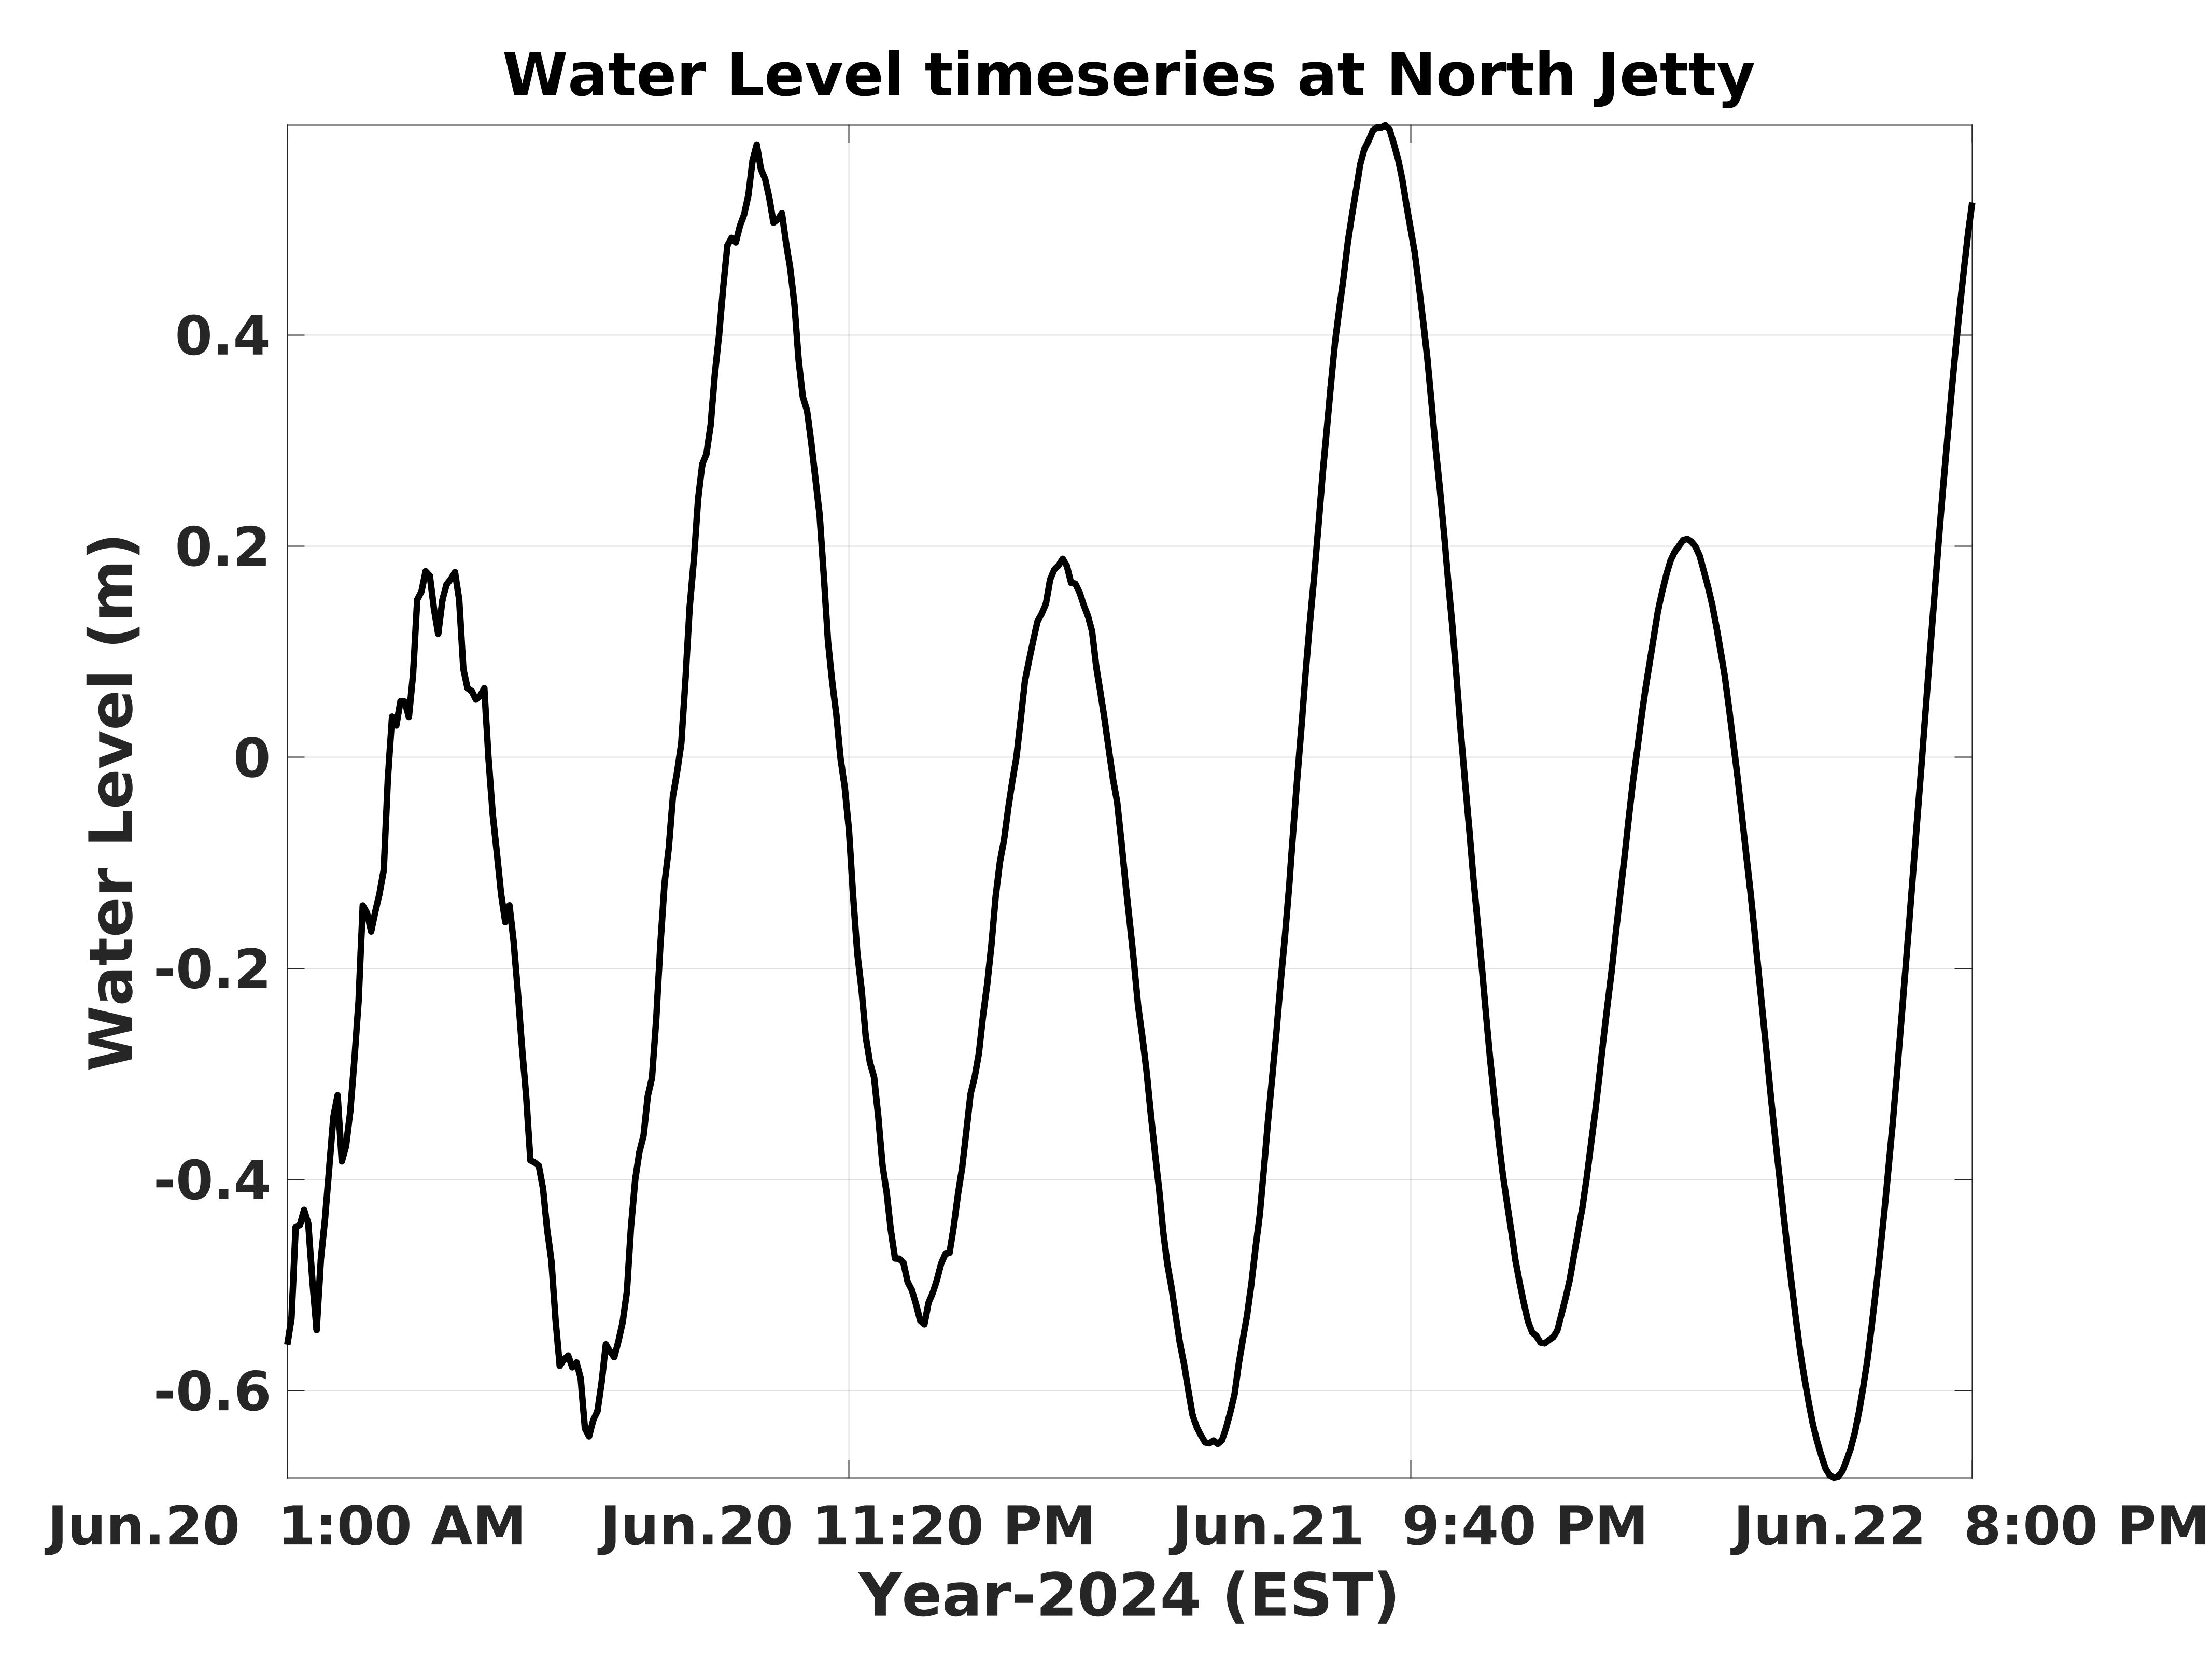 Water Level timeseries at North Jetty
Water Level (m)
0.4
0.2
0
-0.2
-0.4
-0.6
Jun.20  1:00 AM
Jun.20 11:20 PM
Jun.21  9:40 PM
Jun.22  8:00 PM
Year-2024 (EST)